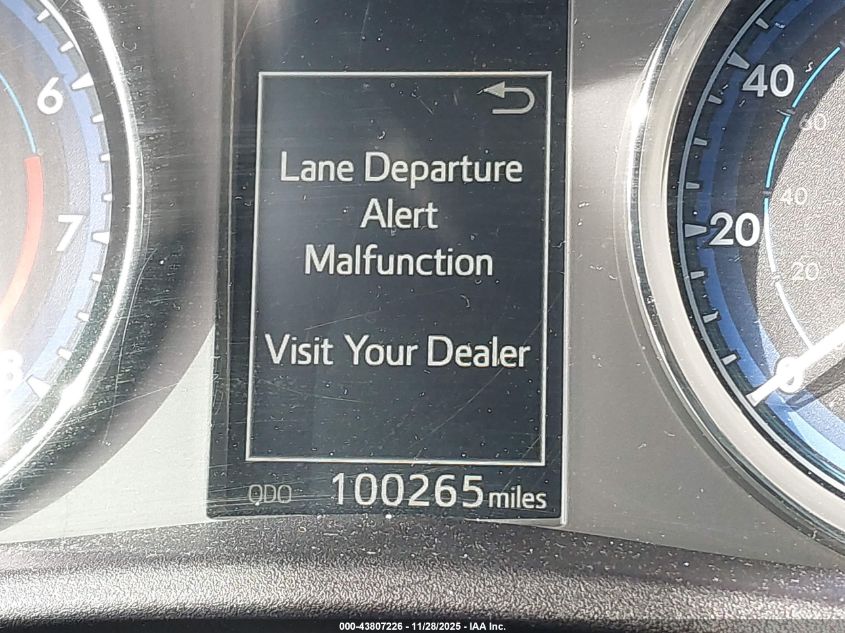 Lane Departure
Alert
Malfunction
Visit Your Dealer
ODO 100265 miles
6
7
8
40
20
0
60
40
20
000-43807226 | 11/28/2025 - IAA Inc.